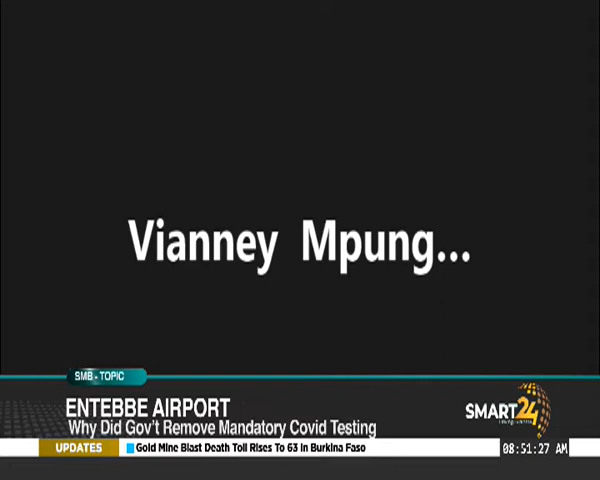 Vianney Mpung...
SMB - TOPIC
ENTEBBE AIRPORT
Why Did Gov't Remove Mandatory Covid Testing
SMART24
UPDATES
Gold Mine Blast Death Toll Rises To 63 In Burkina Faso
08:51:27 AM